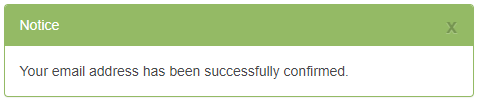 Notice x
Your email address has been successfully confirmed.